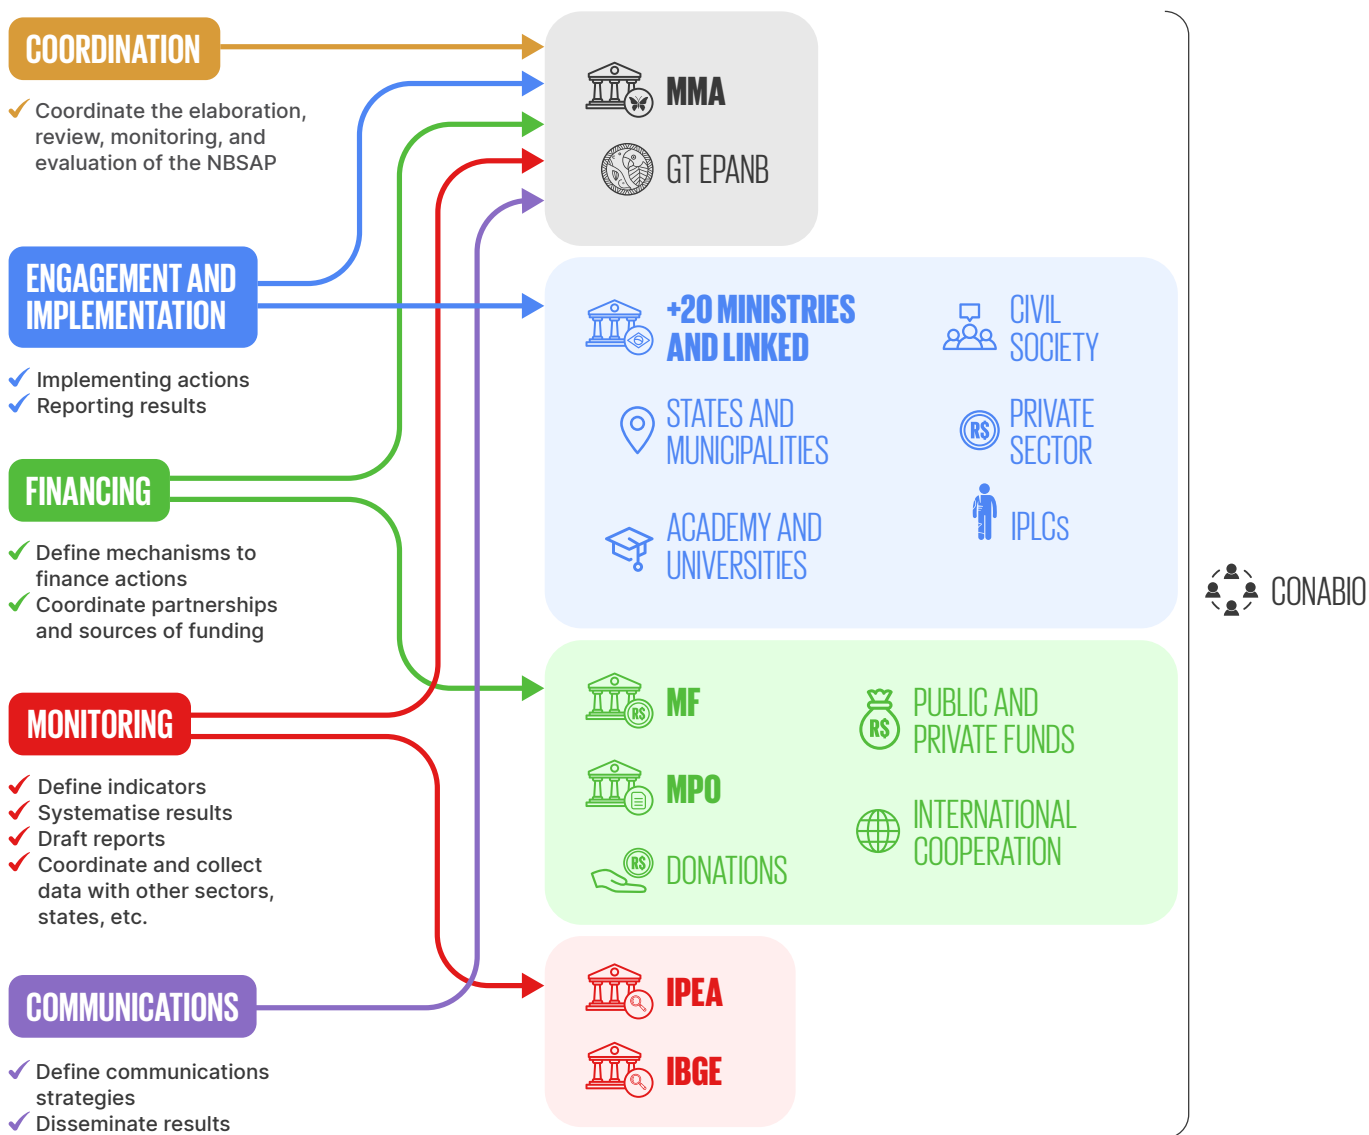 COORDINATION
Coordinate the elaboration,
review, monitoring, and
evaluation of the NBSAP
ENGAGEMENT AND
IMPLEMENTATION
Implementing actions
Reporting results
FINANCING
Define mechanisms to
finance actions
Coordinate partnerships
and sources of funding
MONITORING
Define indicators
Systematise results
Draft reports
Coordinate and collect
data with other sectors,
states, etc.
COMMUNICATIONS
Define communications
strategies
Disseminate results
MMA
GT EPANB
+20 MINISTRIES
AND LINKED
STATES AND
MUNICIPALITIES
ACADEMY AND
UNIVERSITIES
CIVIL
SOCIETY
R$
PRIVATE
SECTOR
IPLCs
R$
MF
MPO
R$
DONATIONS
R$
PUBLIC AND
PRIVATE FUNDS
INTERNATIONAL
COOPERATION
IPEA
IBGE
CONABIO